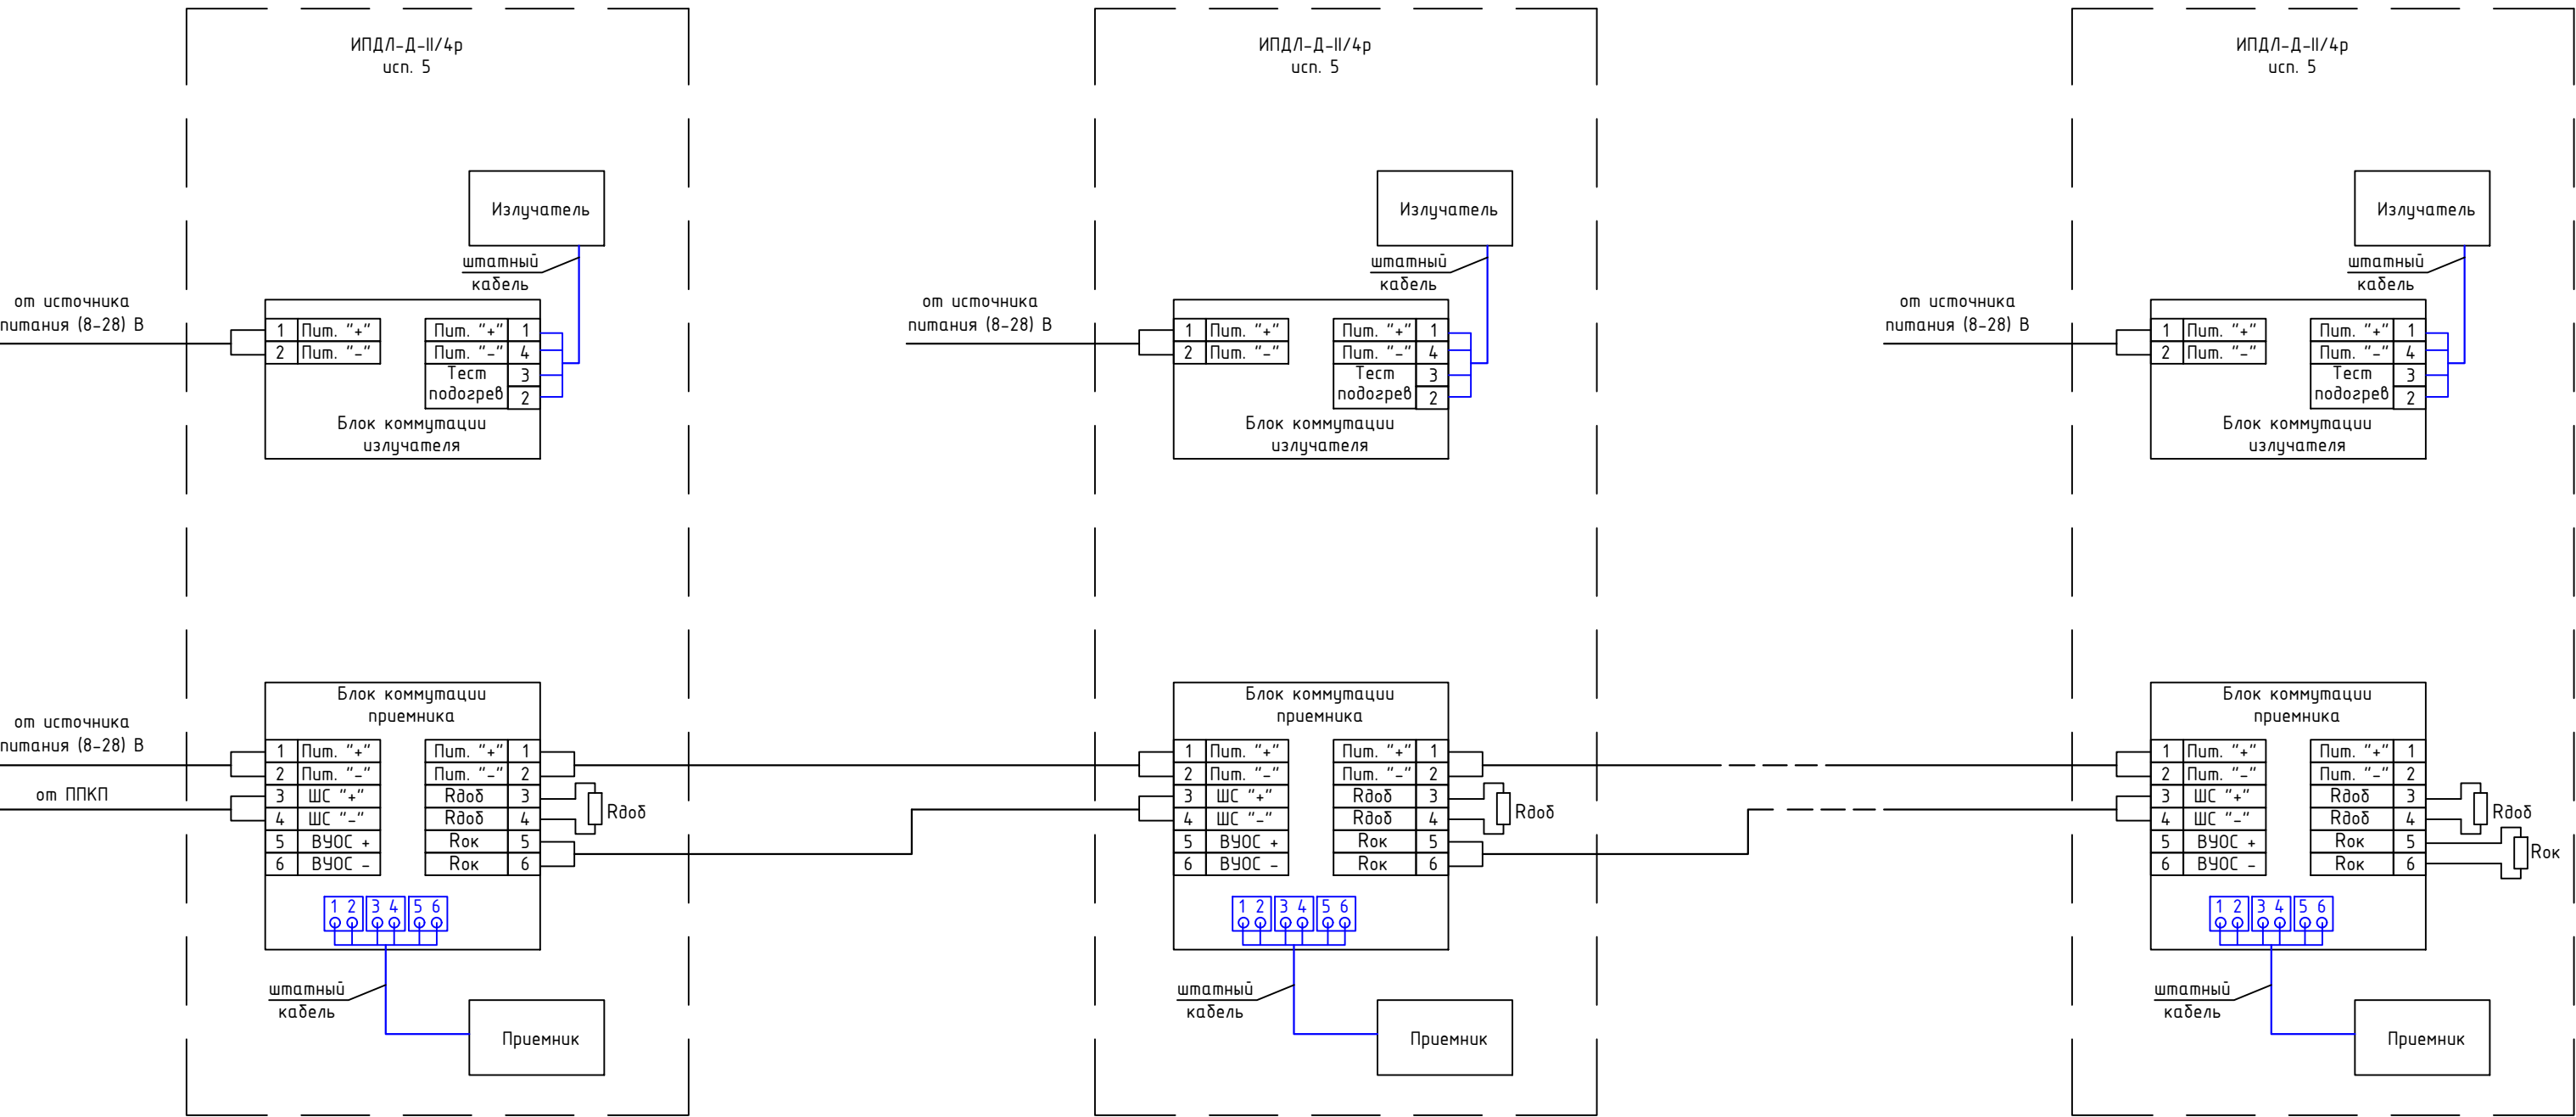 ИПДЛ-Д-II/4р
исп. 5
Излучатель
штатный
кабель
от источника
питания (8-28) В
1 Пит. "+" Пит. "+" 1
2 Пит. "-" Пит. "-" 4
Тест 3
подогрев 2
Блок коммутации
излучателя
Блок коммутации
приемника
от источника
питания (8-28) В
от ППКП
1 Пит. "+" Пит. "+" 1
2 Пит. "-" Пит. "-" 2
3 ШС "+" Rдоб 3
4 ШС "-" Rдоб 4
Rдоб
5 ВУОС + Rок 5
6 ВУОС - Rок 6
1 2 3 4 5 6
штатный
кабель
Приемник
ИПДЛ-Д-II/4р
исп. 5
Излучатель
штатный
кабель
от источника
питания (8-28) В
1 Пит. "+" Пит. "+" 1
2 Пит. "-" Пит. "-" 4
Тест 3
подогрев 2
Блок коммутации
излучателя
Блок коммутации
приемника
1 Пит. "+" Пит. "+" 1
2 Пит. "-" Пит. "-" 2
3 ШС "+" Rдоб 3
4 ШС "-" Rдоб 4
Rдоб
5 ВУОС + Rок 5
6 ВУОС - Rок 6
1 2 3 4 5 6
штатный
кабель
Приемник
ИПДЛ-Д-II/4р
исп. 5
Излучатель
штатный
кабель
от источника
питания (8-28) В
1 Пит. "+" Пит. "+" 1
2 Пит. "-" Пит. "-" 4
Тест 3
подогрев 2
Блок коммутации
излучателя
Блок коммутации
приемника
1 Пит. "+" Пит. "+" 1
2 Пит. "-" Пит. "-" 2
3 ШС "+" Rдоб 3
4 ШС "-" Rдоб 4
Rдоб
5 ВУОС + Rок 5
6 ВУОС - Rок 6
Rок
1 2 3 4 5 6
штатный
кабель
Приемник